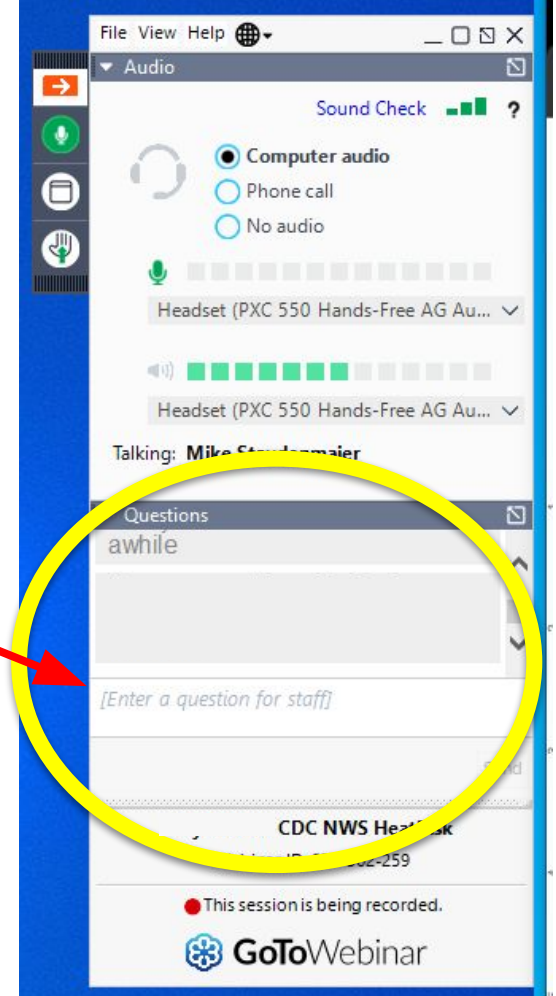 File View Help
Audio
Sound Check ?
Computer audio
Phone call
No audio
Headset (PXC 550 Hands-Free AG Au...
Headset (PXC 550 Hands-Free AG Au...
Talking: Mike
Questions
awhile
[Enter a question for staff]
CDC NWS
-259
This session is being recorded.
GoToWebinar